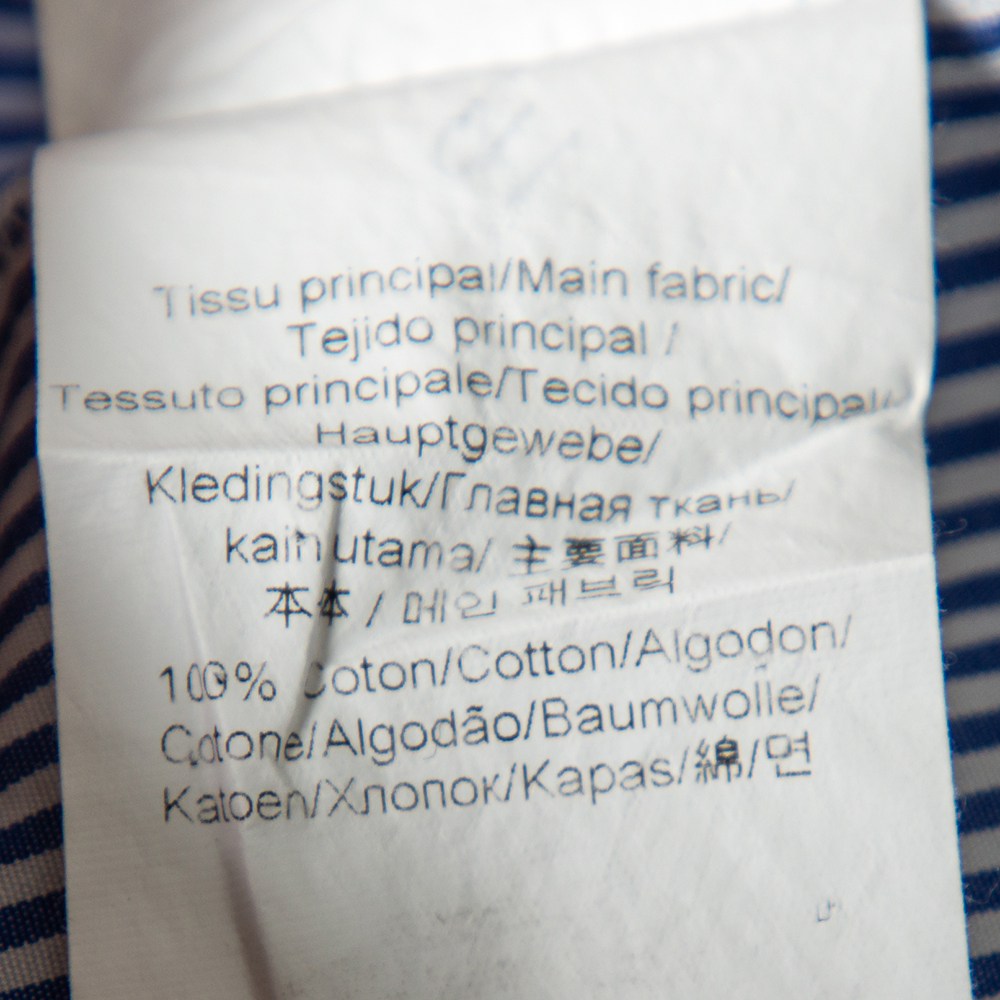 Tissu principal/Main fabric/
Tejido principal /
Tessuto principale/Tecido principal/
Hauptgewebe/
Kledingstuk/Главная ткань/
kain utama/ 主要面料/
本体 / 메인 패브릭
100% Coton/Cotton/Algodon/
Cotone/Algodão/Baumwolle/
Katoen/Хлопок/Kapas/綿/면